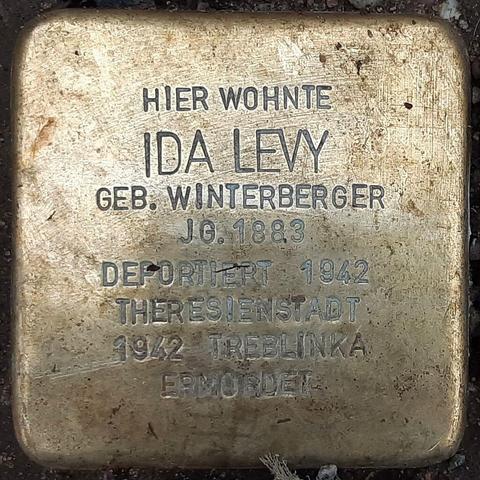 HIER WOHNTE
IDA LEVY
GEB. WINTERBERGER
JG. 1883
DEPORTIERT 1942
THERESIENSTADT
1942 TREBLINKA
ERMORDET